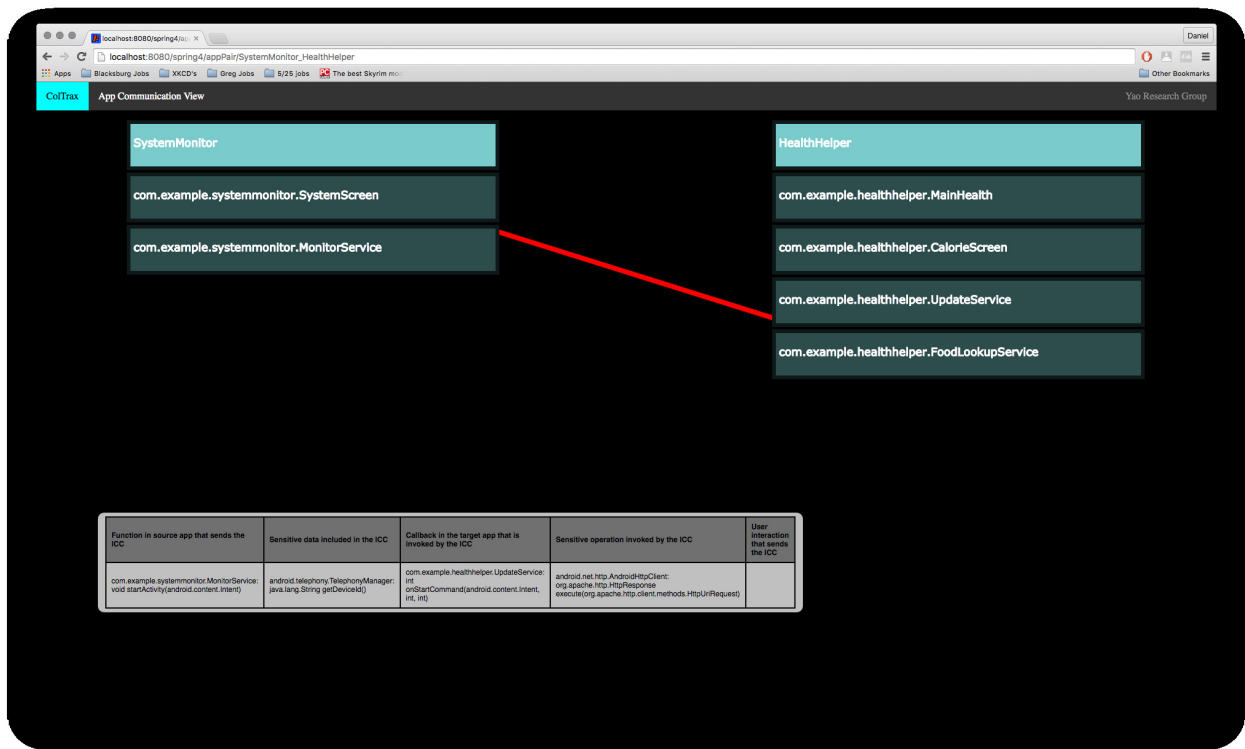 Daniel
localhost:8080/spring4/ap
localhost:8080/spring4/appPair/SystemMonitor_HealthHelper
Apps Blacksburg Jobs XKCD's Greg Jobs 5/25 jobs The best Skyrim mo
Other Bookmarks
ColTrax App Communication View Yao Research Group
SystemMonitor
com.example.systemmonitor.SystemScreen
com.example.systemmonitor.MonitorService
HealthHelper
com.example.healthhelper.MainHealth
com.example.healthhelper.CalorieScreen
com.example.healthhelper.UpdateService
com.example.healthhelper.FoodLookupService
Function in source app that sends the
ICC
Sensitive data included in the ICC
Callback in the target app that is
invoked by the ICC
Sensitive operation invoked by the ICC
User
interaction
that sends
the ICC
com.example.systemmonitor.MonitorService:
void startActivity(android.content.Intent)
android.telephony.TelephonyManager:
java.lang.String getDeviceId()
com.example.healthhelper.UpdateService:
int
onStartCommand(android.content.Intent,
int, int)
android.net.http.AndroidHttpClient:
org.apache.http.HttpResponse
execute(org.apache.http.client.methods.HttpUriRequest)